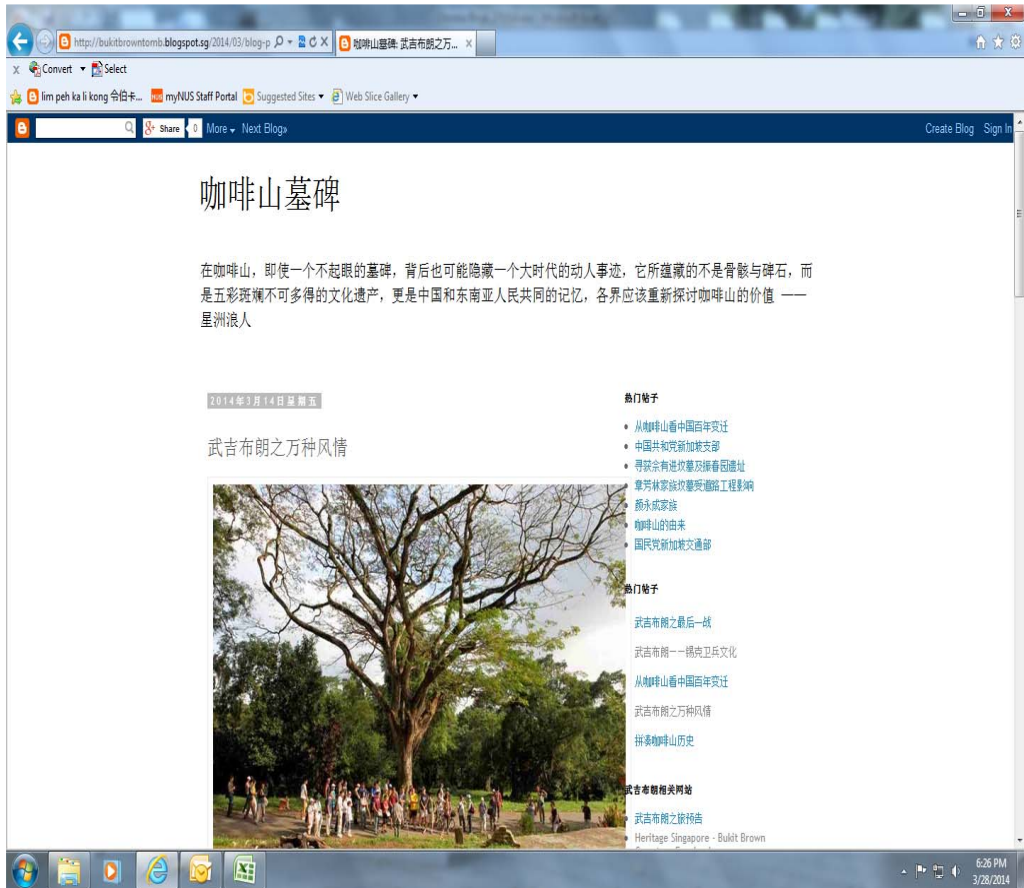 http://bukitbrowntomb.blogspot.sg/2014/03/blog-p
咖啡山墓碑: 武吉布朗之万...
x Convert Select
lim peh ka li kong 令伯卡... myNUS Staff Portal Suggested Sites Web Slice Gallery
Share 0 More Next Blog» Create Blog Sign In
咖啡山墓碑
在咖啡山，即使一个不起眼的墓碑，背后也可能隐藏一个大时代的动人事迹，它所蕴藏的不是骨骸与碑石，而
是五彩斑斓不可多得的文化遗产，更是中国和东南亚人民共同的记忆，各界应该重新探讨咖啡山的价值 ——
星洲浪人
2014年3月14日星期五
武吉布朗之万种风情
热门帖子
从咖啡山看中国百年变迁
中国共和党新加坡支部
寻获佘有进坟墓及振春园遗址
章芳林家族坟墓受道路工程影响
颜永成家族
咖啡山的由来
国民党新加坡交通部
热门帖子
武吉布朗之最后一战
武吉布朗——锡克卫兵文化
从咖啡山看中国百年变迁
武吉布朗之万种风情
拼凑咖啡山历史
武吉布朗相关网站
武吉布朗之旅预告
Heritage Singapore - Bukit Brown
6:26 PM
3/28/2014